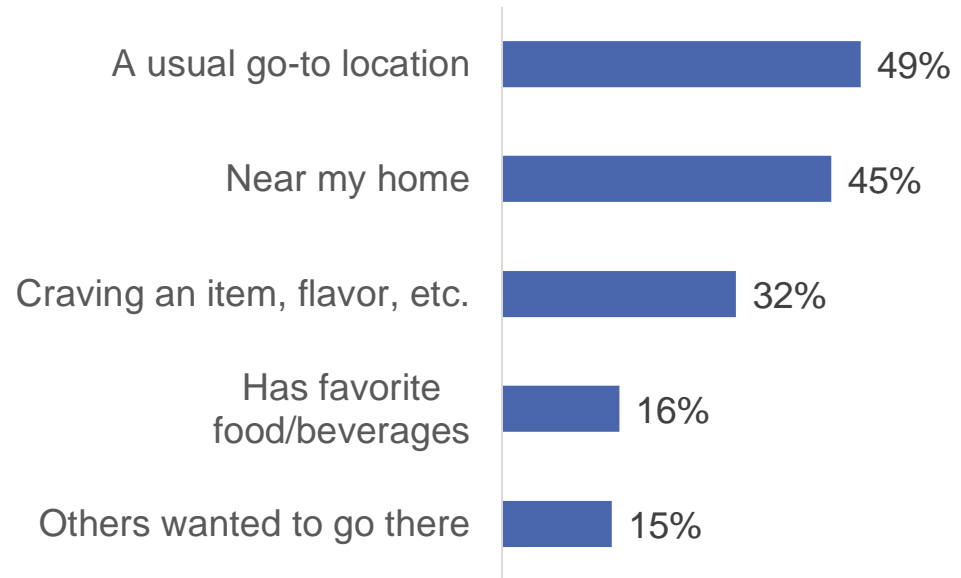 A usual go-to location 49%
Near my home 45%
Craving an item, flavor, etc. 32%
Has favorite
food/beverages 16%
Others wanted to go there 15%